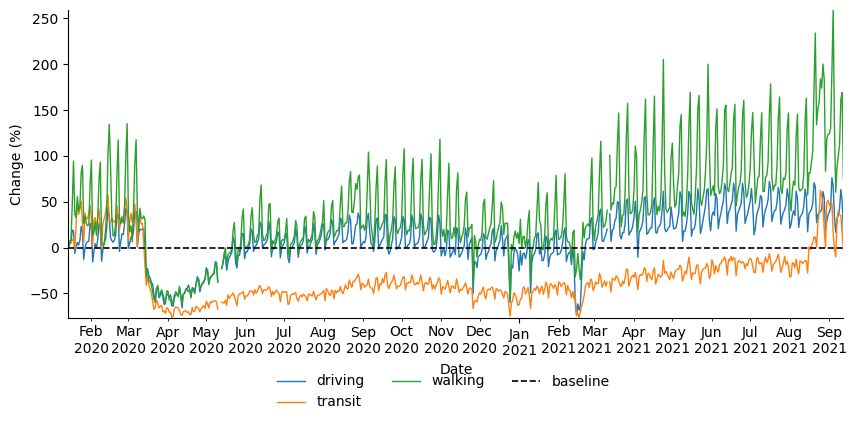 250
200
150
100
50
0
−50
Change (%)
Feb Mar Apr May Jun Jul Aug Sep Oct Nov Dec Jan Feb Mar Apr May Jun Jul Aug Sep
2020 2020 2020 2020 2020 2020 2020 2020 2020 2020 2020 2021 2021 2021 2021 2021 2021 2021 2021 2021
Date
driving walking baseline
transit